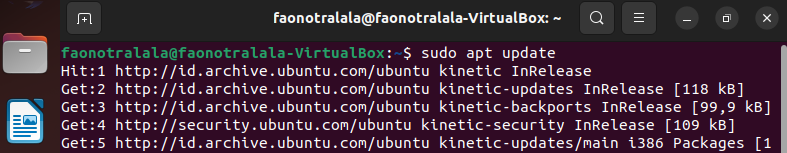 faonotralala@faonotralala-VirtualBox: ~
faonotralala@faonotralala-VirtualBox:~$ sudo apt update
Hit:1 http://id.archive.ubuntu.com/ubuntu kinetic InRelease
Get:2 http://id.archive.ubuntu.com/ubuntu kinetic-updates InRelease [118 kB]
Get:3 http://id.archive.ubuntu.com/ubuntu kinetic-backports InRelease [99,9 kB]
Get:4 http://security.ubuntu.com/ubuntu kinetic-security InRelease [109 kB]
Get:5 http://id.archive.ubuntu.com/ubuntu kinetic-updates/main i386 Packages [1